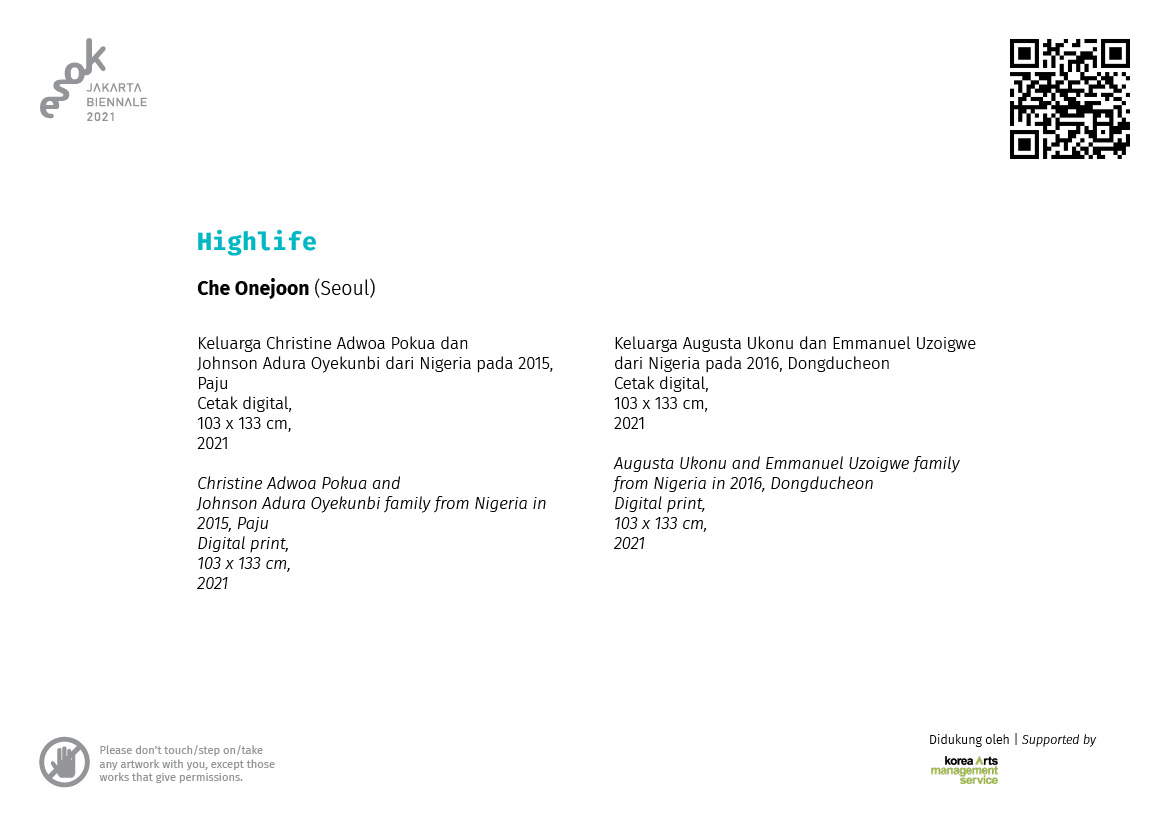 esok
JAKARTA
BIENNALE
2021
Highlife
Che Onejoon (Seoul)
Keluarga Christine Adwoa Pokua dan
Johnson Adura Oyekunbi dari Nigeria pada 2015,
Paju
Cetak digital,
103 x 133 cm,
2021
Christine Adwoa Pokua and
Johnson Adura Oyekunbi family from Nigeria in
2015, Paju
Digital print,
103 x 133 cm,
2021
Keluarga Augusta Ukonu dan Emmanuel Uzoigwe
dari Nigeria pada 2016, Dongducheon
Cetak digital,
103 x 133 cm,
2021
Augusta Ukonu and Emmanuel Uzoigwe family
from Nigeria in 2016, Dongducheon
Digital print,
103 x 133 cm,
2021
Please don't touch/step on/take
any artwork with you, except those
works that give permissions.
Didukung oleh | Supported by
korea Arts
management
service